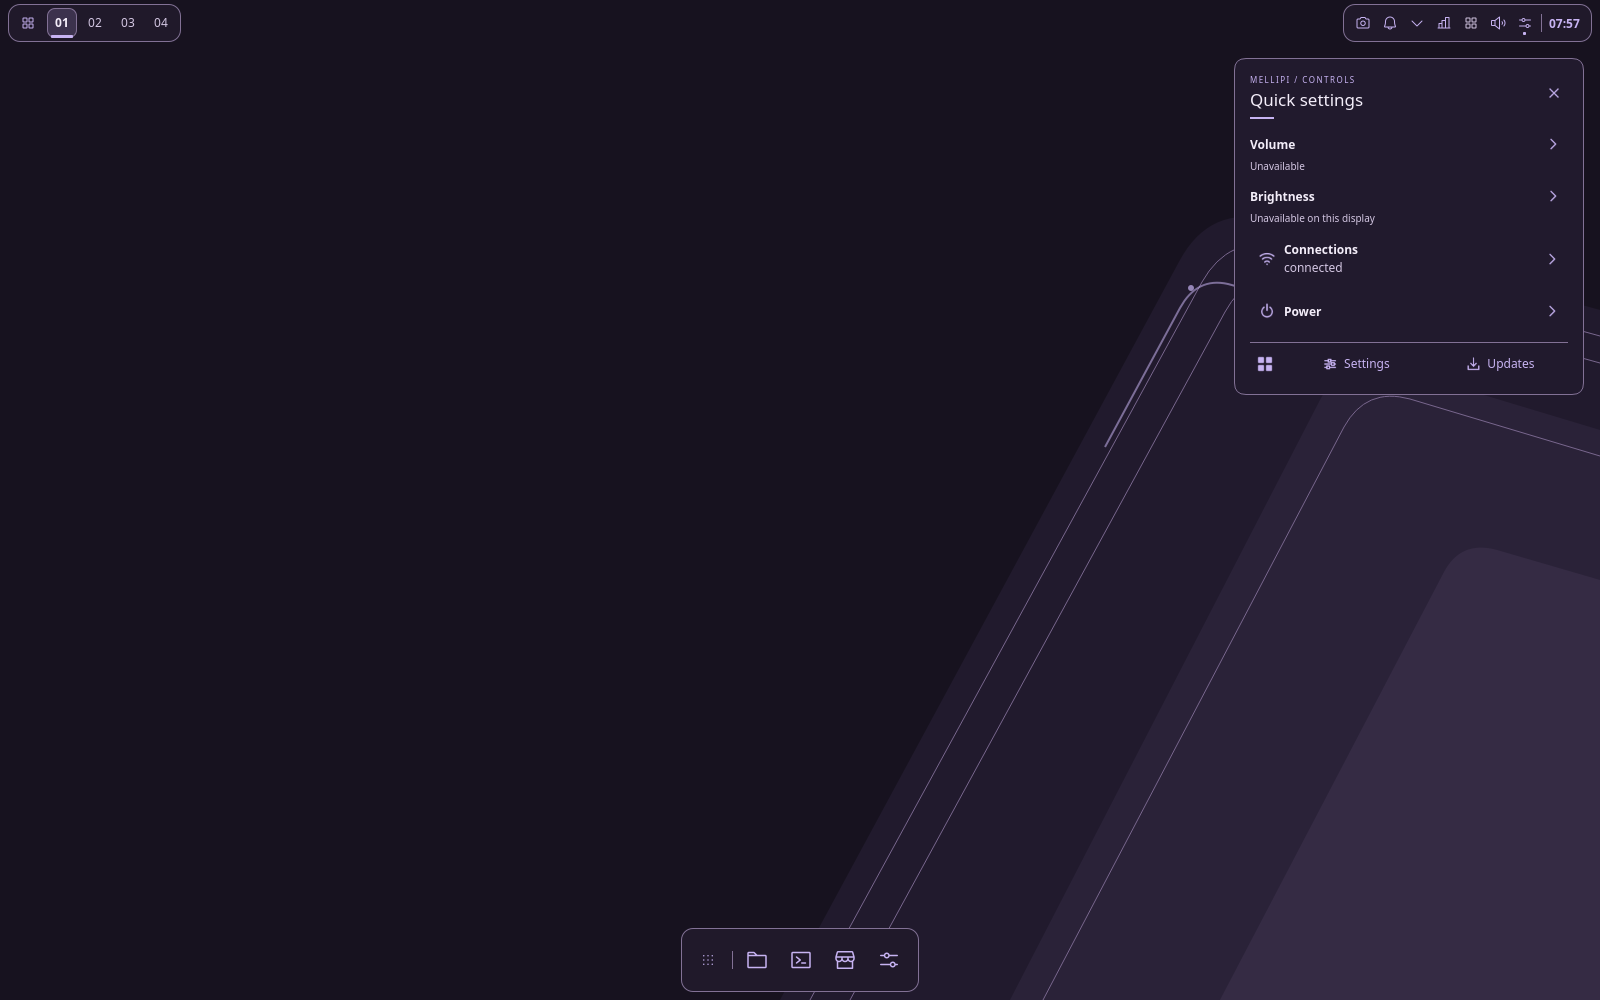 01 02 03 04
07:57
MELLIPI / CONTROLS
Quick settings
Volume
Unavailable
Brightness
Unavailable on this display
Connections
connected
Power
Settings Updates